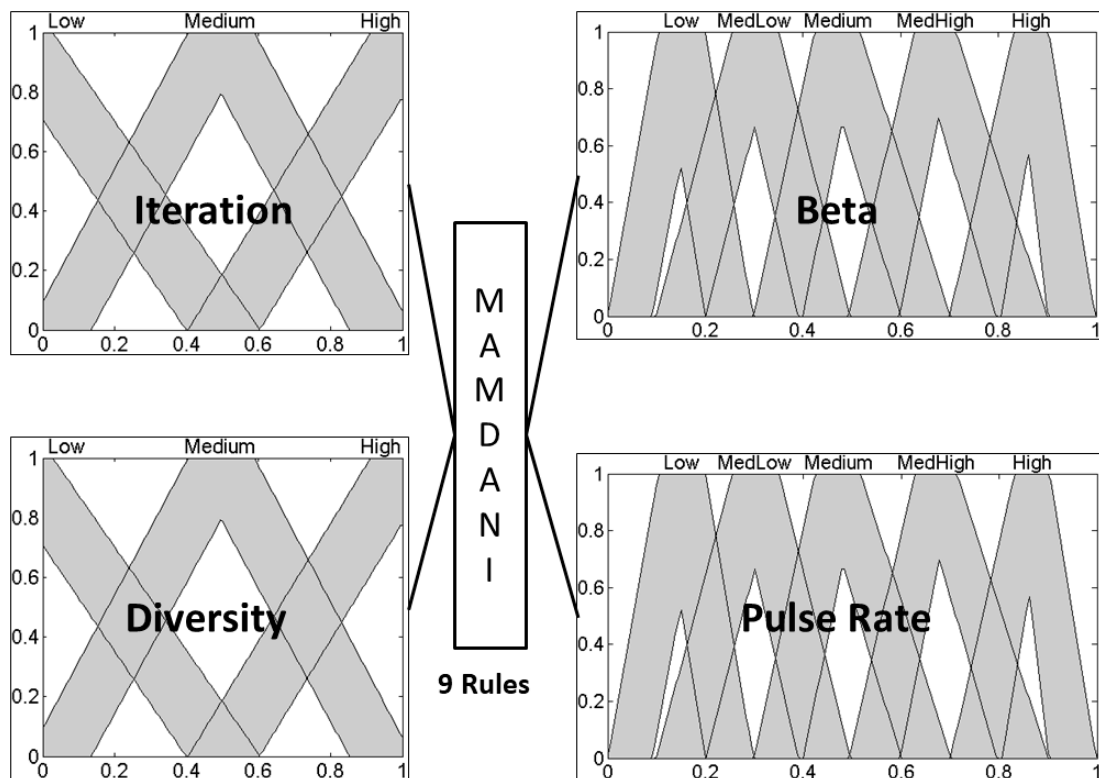 Low Medium High
1
0.8
0.6
0.4
0.2
0
0 0.2 0.4 0.6 0.8 1
Iteration
Low MedLow Medium MedHigh High
1
0.8
0.6
0.4
0.2
0
0 0.2 0.4 0.6 0.8 1
Beta
M
A
M
D
A
N
I
9 Rules
Low Medium High
1
0.8
0.6
0.4
0.2
0
0 0.2 0.4 0.6 0.8 1
Diversity
Low MedLow Medium MedHigh High
1
0.8
0.6
0.4
0.2
0
0 0.2 0.4 0.6 0.8 1
Pulse Rate